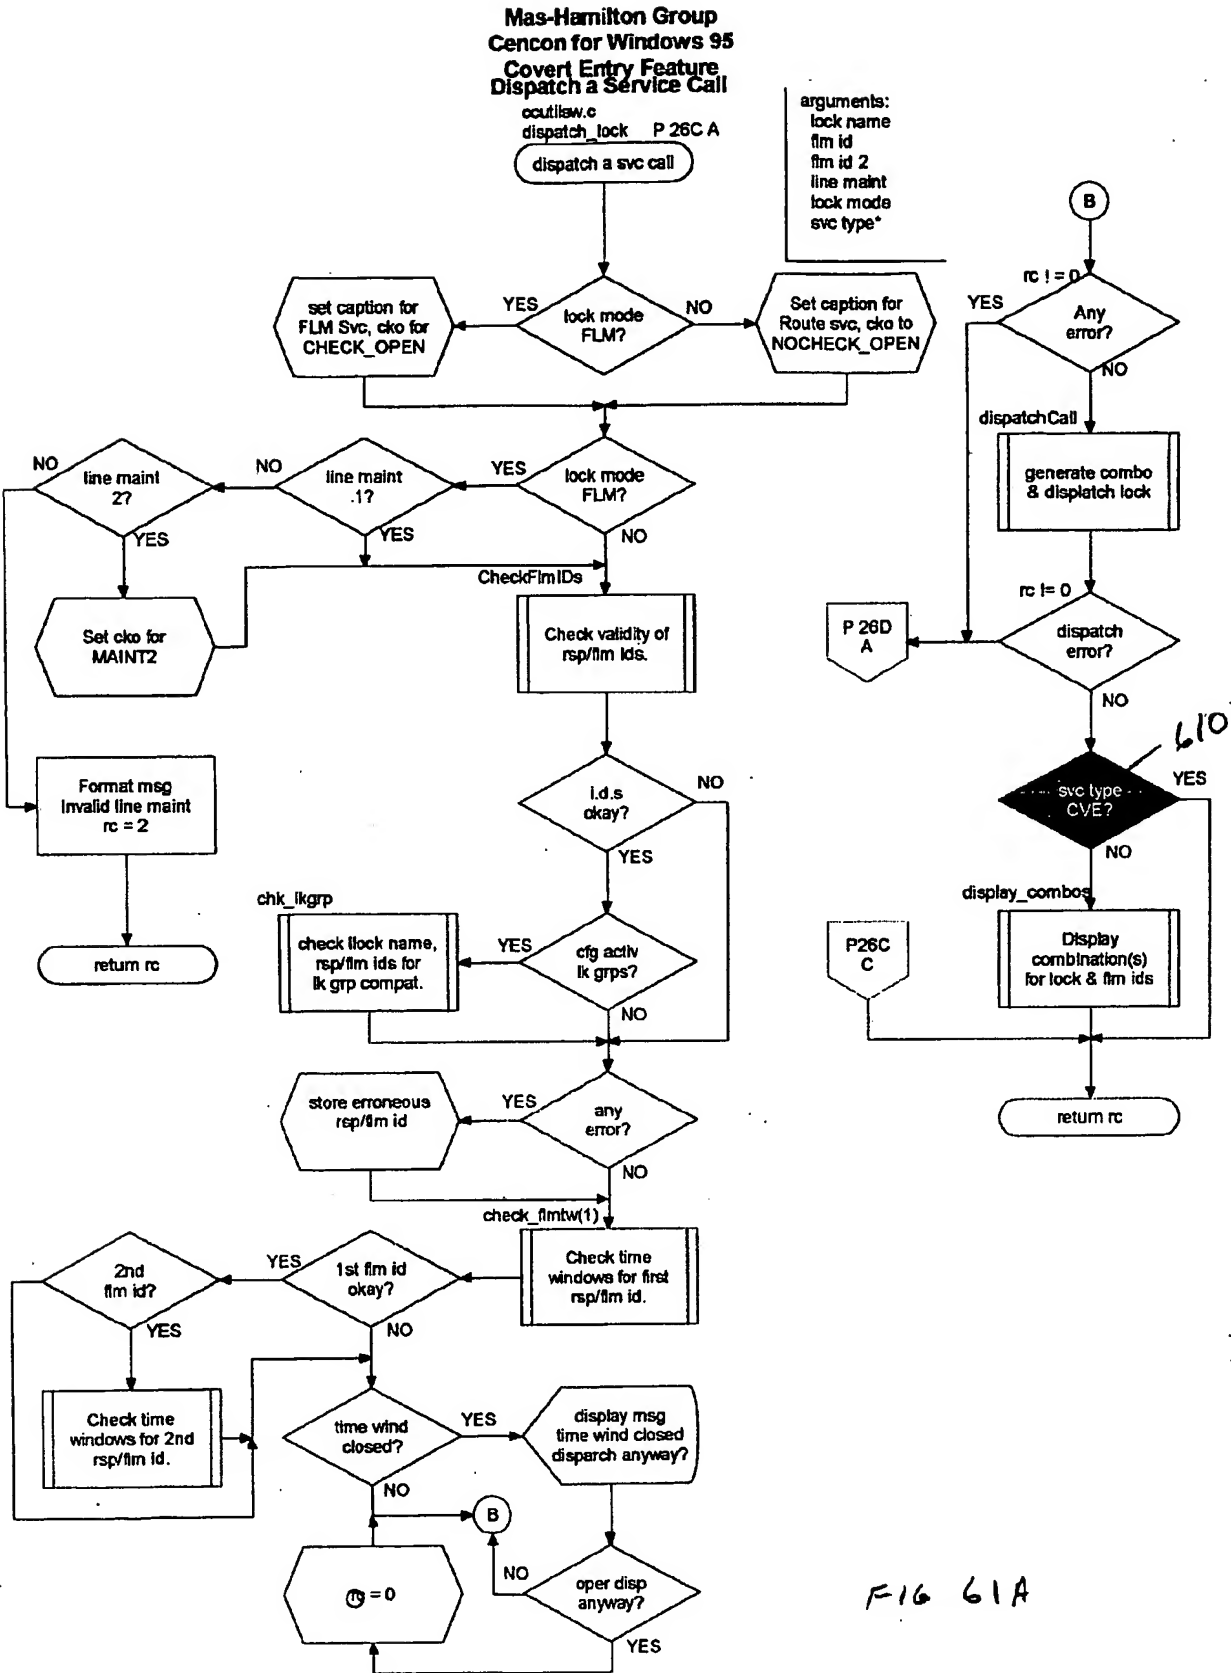 Mas-Hamilton Group
Cencon for Windows 95
Covert Entry Feature
Dispatch a Service Call
ccutilsw.c
dispatch_lock P 26C A
dispatch a svc call
arguments:
lock name
flm id
flm id 2
line maint
lock mode
svc type*
set caption for
FLM Svc, cko for
CHECK_OPEN
YES
lock mode
FLM?
NO
Set caption for
Route svc, cko to
NOCHECK_OPEN
NO
line maint
2?
YES
NO
line maint
.1?
YES
YES
lock mode
FLM?
NO
Set cko for
MAINT2
CheckFlmIDs
Check validity of
rsp/flm ids.
Format msg
Invalid line maint
rc = 2
return rc
i.d.s
okay?
NO
YES
chk_lkgrp
check llock name,
rsp/flm ids for
lk grp compat.
YES
cfg activ
lk grps?
NO
store erroneous
rsp/flm id
YES
any
error?
NO
check_flmtw(1)
Check time
windows for first
rsp/flm id.
1st flm id
okay?
YES
NO
2nd
flm id?
YES
Check time
windows for 2nd
rsp/flm id.
time wind
closed?
YES
NO
display msg
time wind closed
disparch anyway?
B
rc = 0
NO
oper disp
anyway?
YES
B
rc != 0
YES
Any
error?
NO
dispatchCall
generate combo
& displatch lock
rc != 0
P 26D
A
dispatch
error?
NO
610
svc type
CVE?
YES
NO
display_combos
P26C
C
Display
combination(s)
for lock & flm ids
return rc
FIG 61A